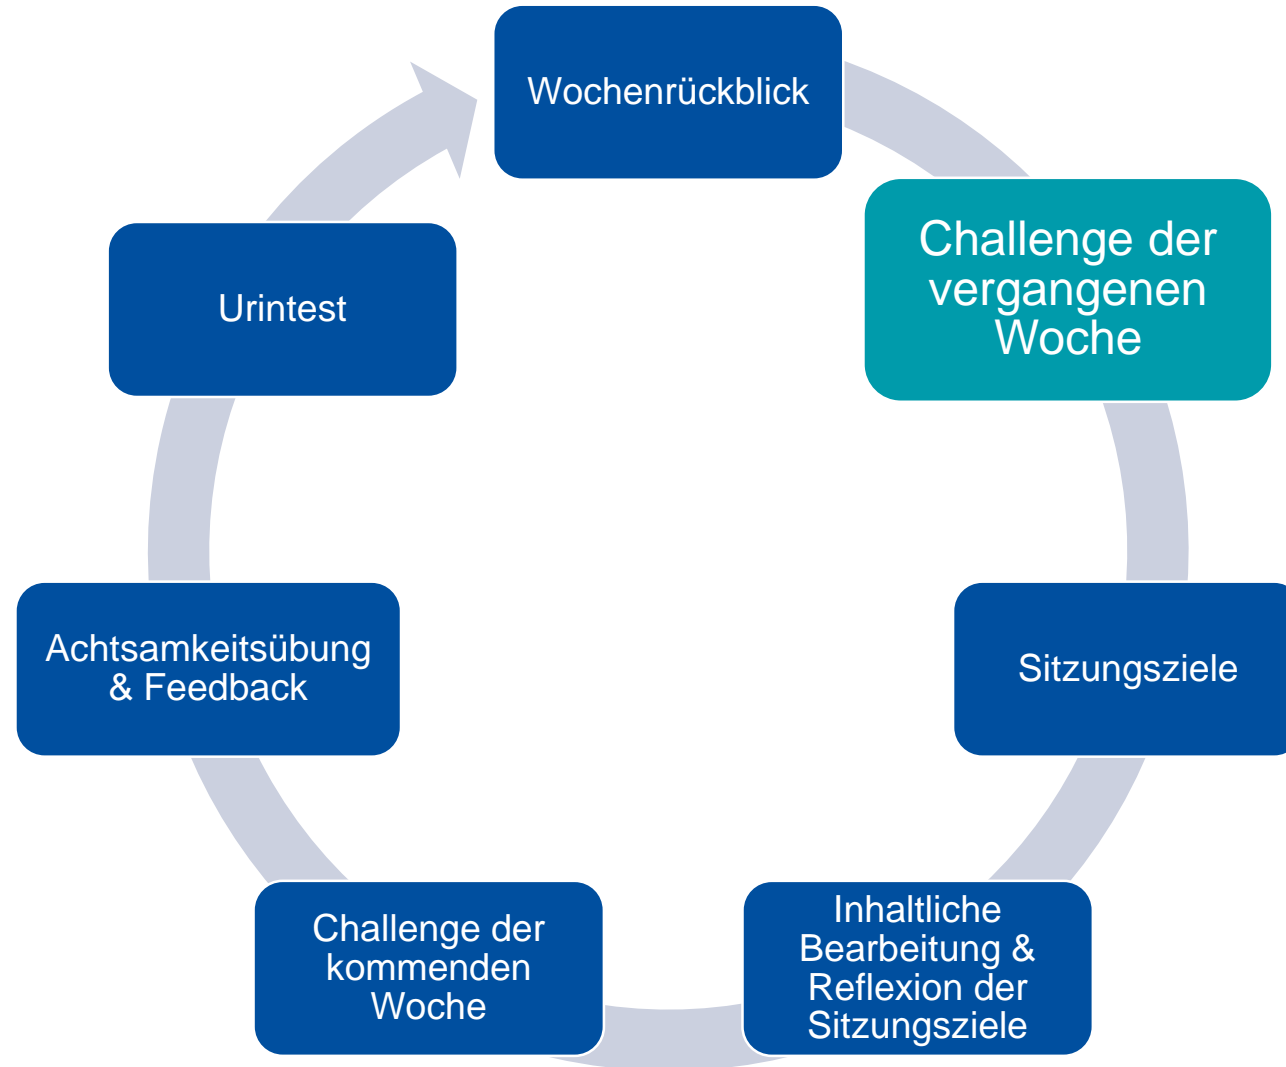 Wochenrückblick
Challenge der
vergangenen
Woche
Sitzungsziele
Inhaltliche
Bearbeitung &
Reflexion der
Sitzungsziele
Challenge der
kommenden
Woche
Achtsamkeitsübung
& Feedback
Urintest